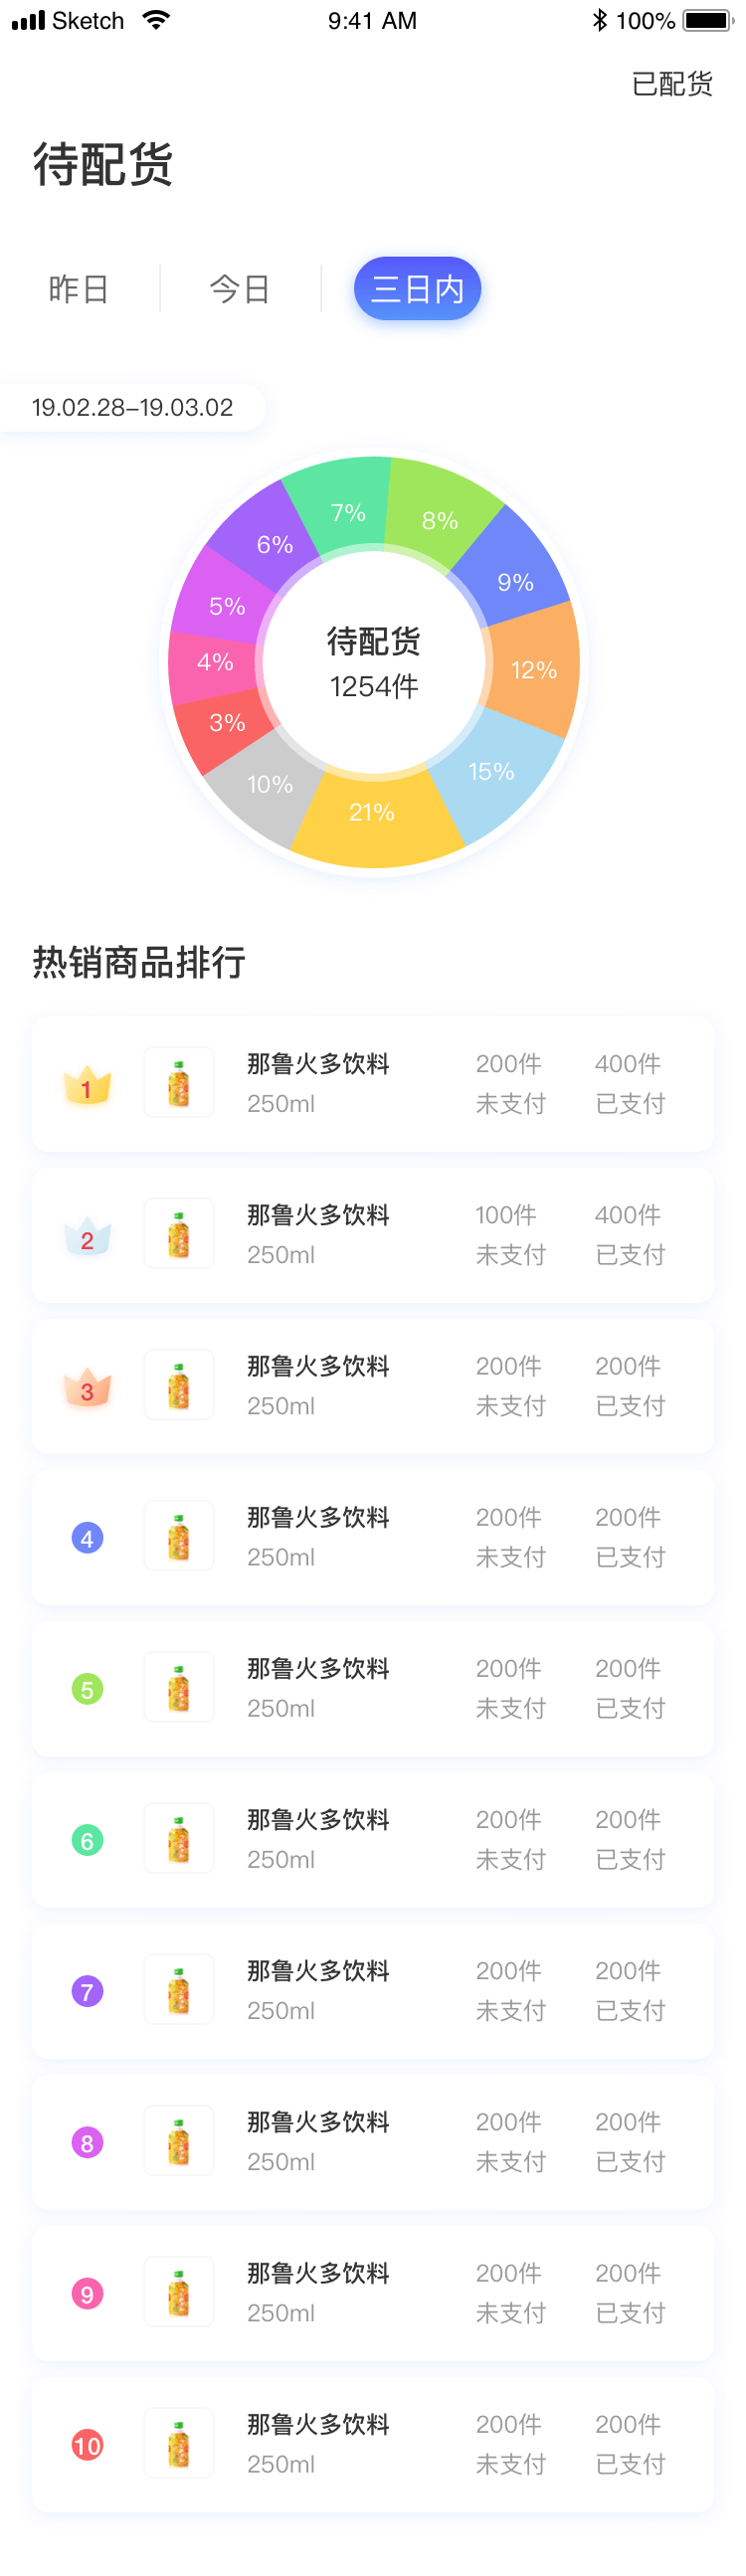 Sketch 9:41 AM 100%
已配货
待配货
昨日 今日 三日内
19.02.28–19.03.02
7%
8%
6%
9%
5%
4%
12%
3%
15%
10%
21%
待配货
1254件
热销商品排行
1 那鲁火多饮料 200件 400件
250ml 未支付 已支付
2 那鲁火多饮料 100件 400件
250ml 未支付 已支付
3 那鲁火多饮料 200件 200件
250ml 未支付 已支付
4 那鲁火多饮料 200件 200件
250ml 未支付 已支付
5 那鲁火多饮料 200件 200件
250ml 未支付 已支付
6 那鲁火多饮料 200件 200件
250ml 未支付 已支付
7 那鲁火多饮料 200件 200件
250ml 未支付 已支付
8 那鲁火多饮料 200件 200件
250ml 未支付 已支付
9 那鲁火多饮料 200件 200件
250ml 未支付 已支付
10 那鲁火多饮料 200件 200件
250ml 未支付 已支付